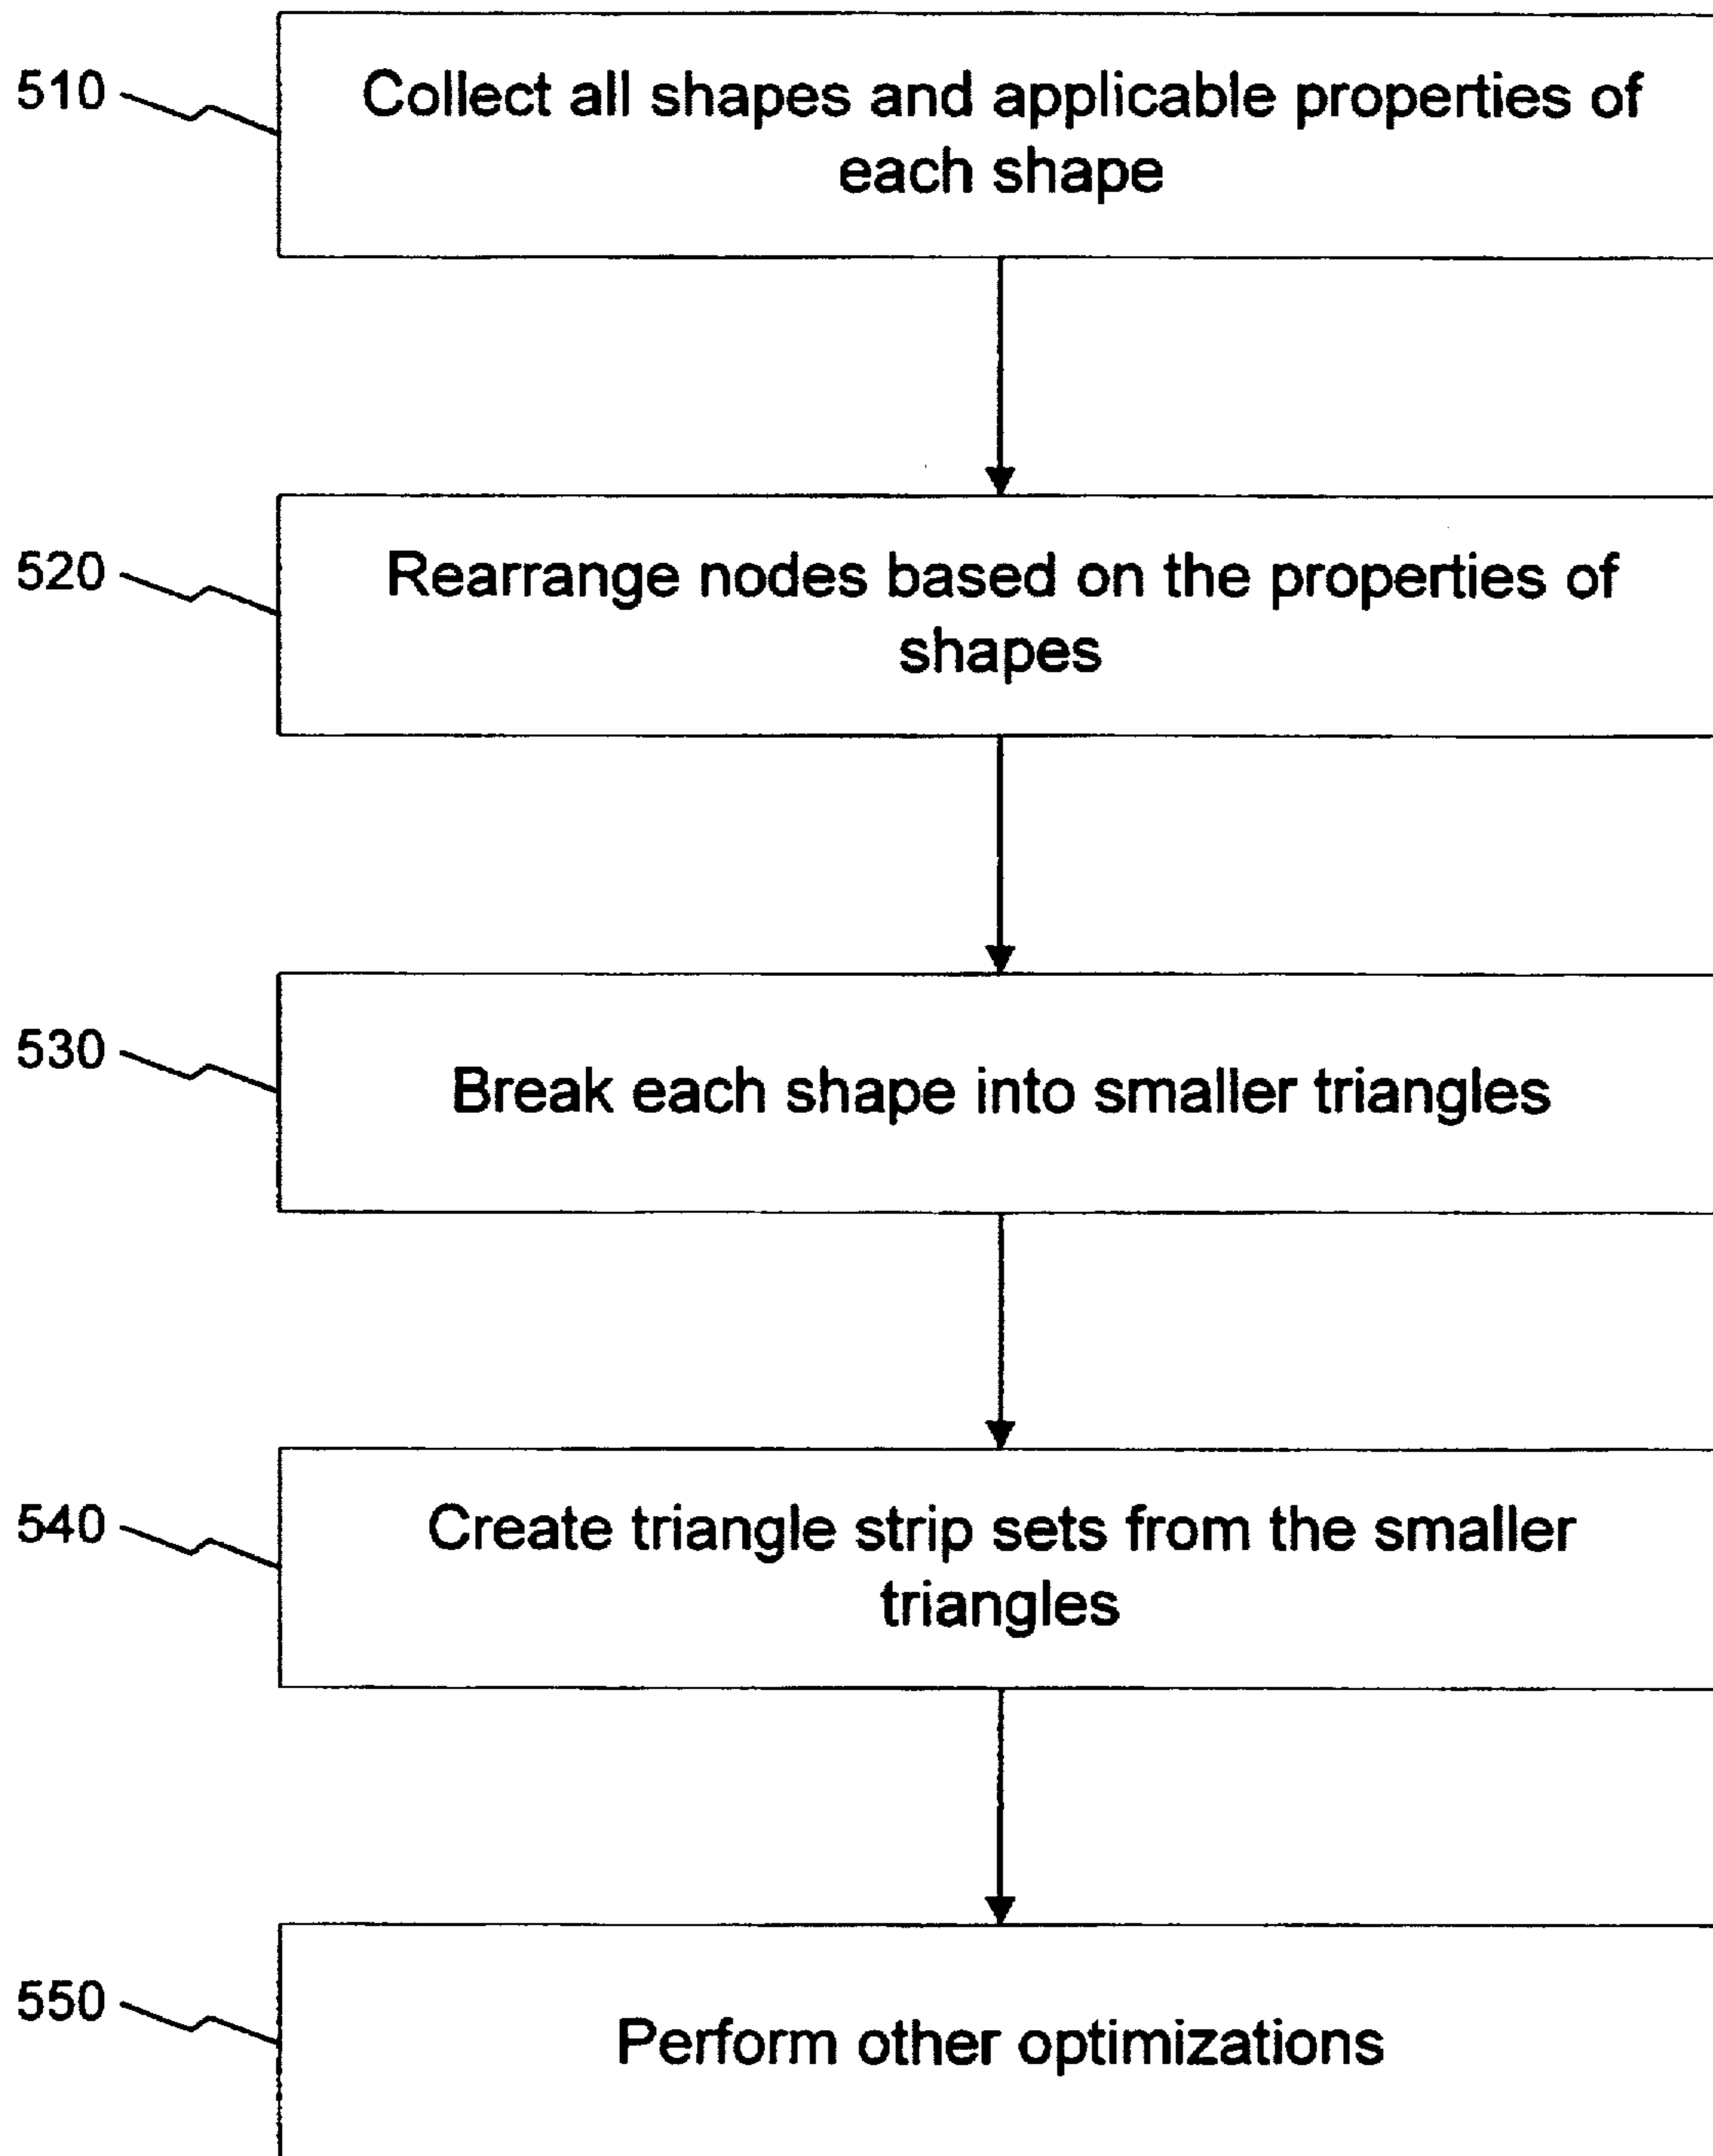 510
Collect all shapes and applicable properties of
each shape
520
Rearrange nodes based on the properties of
shapes
530
Break each shape into smaller triangles
540
Create triangle strip sets from the smaller
triangles
550
Perform other optimizations